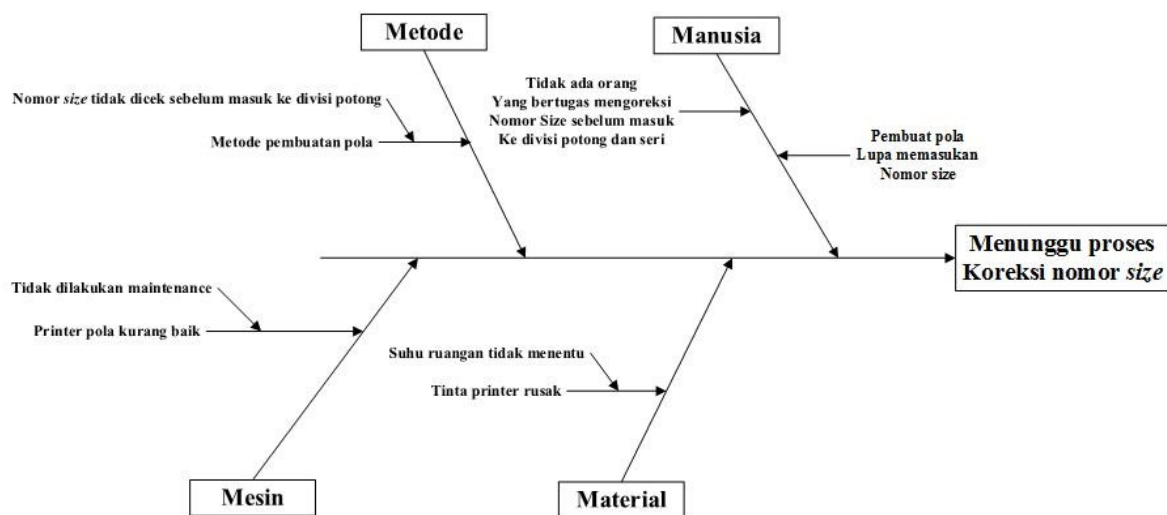 Metode
Manusia
Nomor size tidak dicek sebelum masuk ke divisi potong
Metode pembuatan pola
Tidak ada orang
Yang bertugas mengoreksi
Nomor Size sebelum masuk
Ke divisi potong dan seri
Pembuat pola
Lupa memasukan
Nomor size
Menunggu proses
Koreksi nomor size
Tidak dilakukan maintenance
Printer pola kurang baik
Suhu ruangan tidak menentu
Tinta printer rusak
Mesin
Material